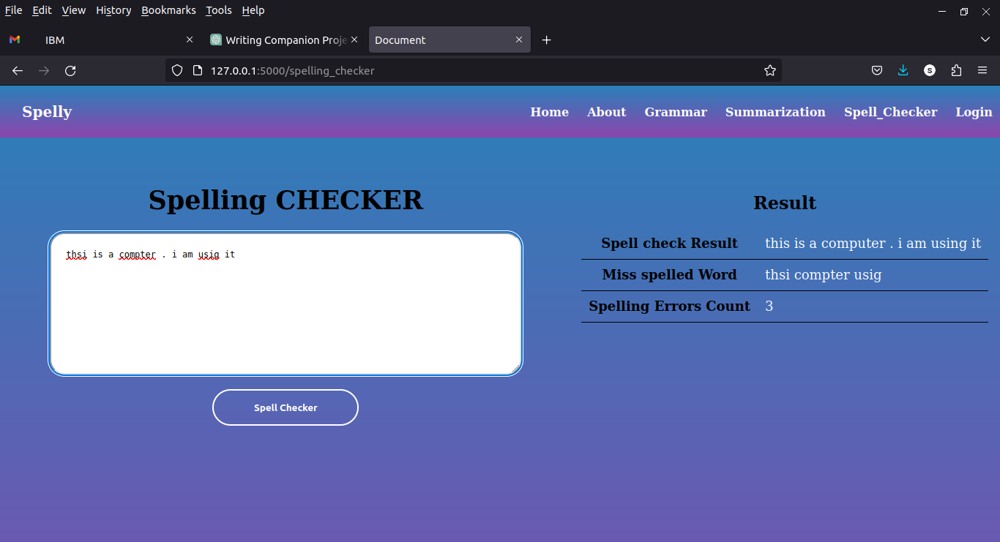 File Edit View History Bookmarks Tools Help
IBM Writing Companion Proje Document
127.0.0.1:5000/spelling_checker S
Spelly Home About Grammar Summarization Spell_Checker Login
Spelling CHECKER
thsi is a compter . i am usig it
Spell Checker
Result
Spell check Result this is a computer . i am using it
Miss spelled Word thsi compter usig
Spelling Errors Count 3